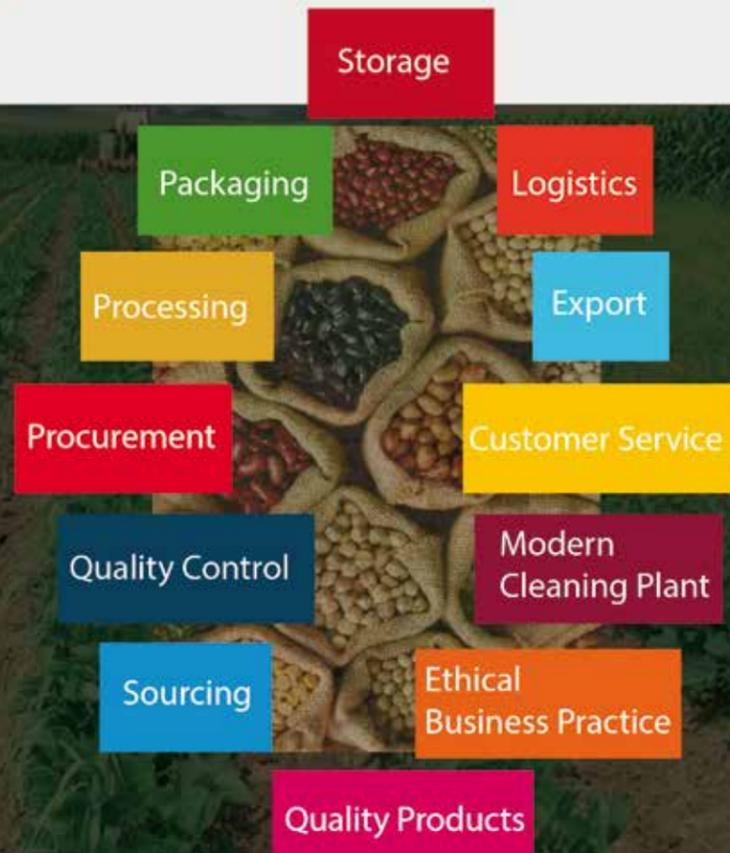 Storage
Packaging
Logistics
Processing
Export
Procurement
Customer Service
Quality Control
Modern
Cleaning Plant
Sourcing
Ethical
Business Practice
Quality Products